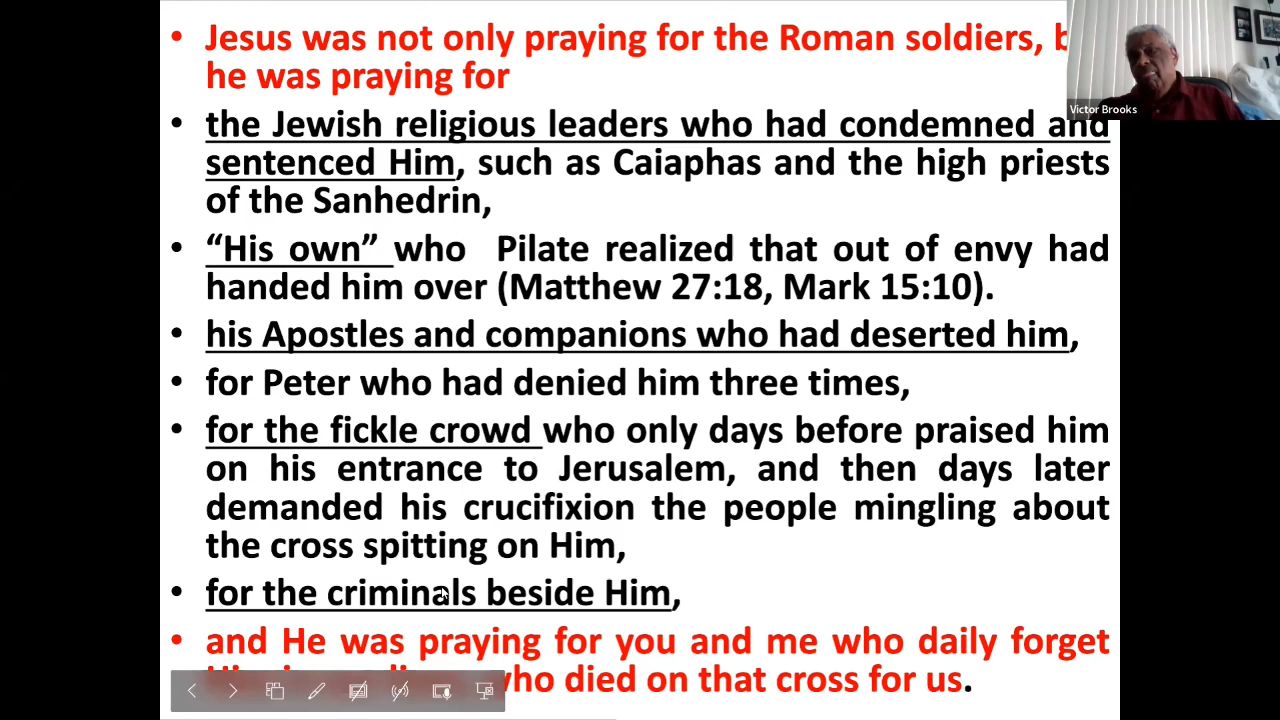 • Jesus was not only praying for the Roman soldiers,
he was praying for
• the Jewish religious leaders who had condemned and
sentenced Him, such as Caiaphas and the high priests
of the Sanhedrin,
• “His own” who Pilate realized that out of envy had
handed him over (Matthew 27:18, Mark 15:10).
• his Apostles and companions who had deserted him,
• for Peter who had denied him three times,
• for the fickle crowd who only days before praised him
on his entrance to Jerusalem, and then days later
demanded his crucifixion the people mingling about
the cross spitting on Him,
• for the criminals beside Him,
• and He was praying for you and me who daily forget
who died on that cross for us.
Victor Brooks